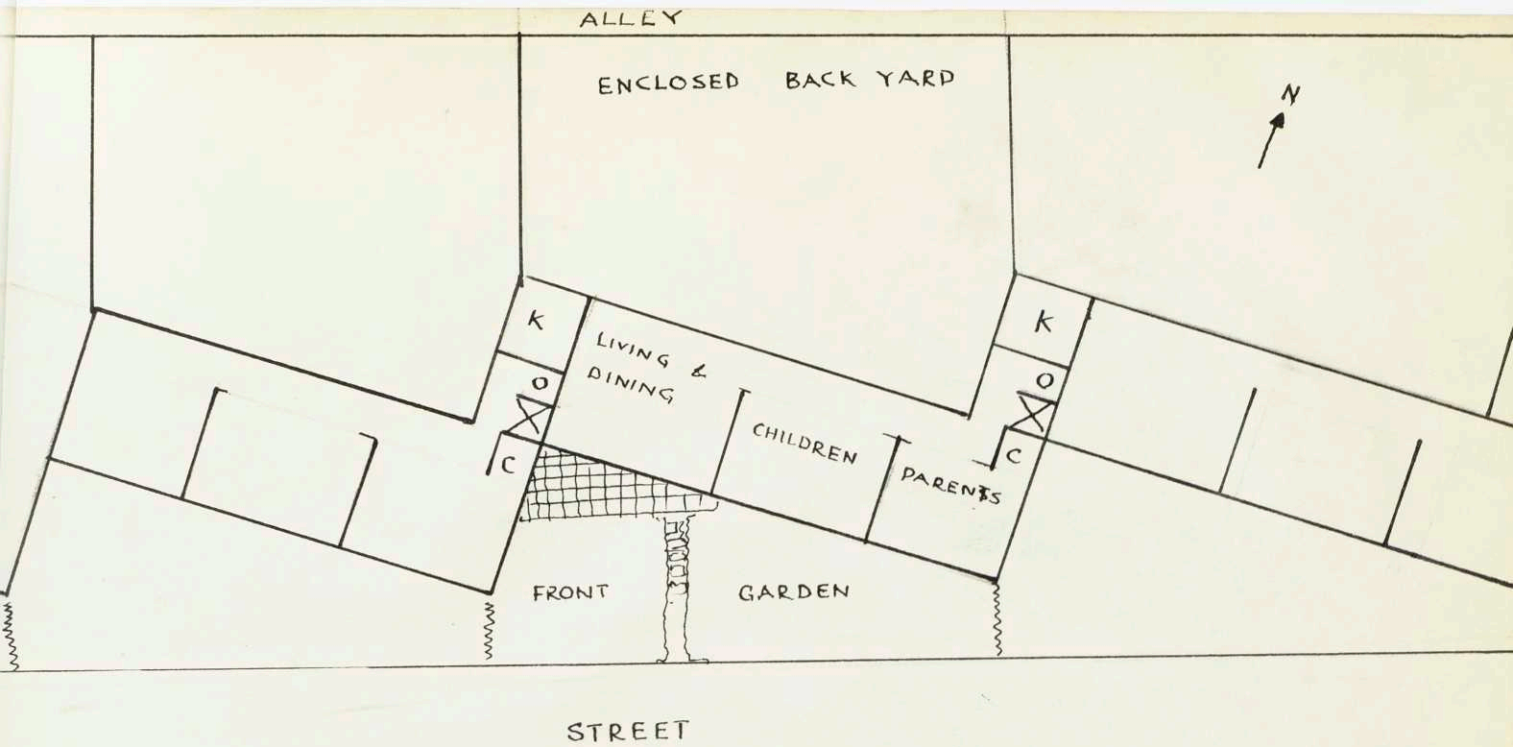 ALLEY
ENCLOSED BACK YARD
N
K
K
LIVING &
DINING
O
O
CHILDREN
C
C
PARENTS
FRONT GARDEN
STREET